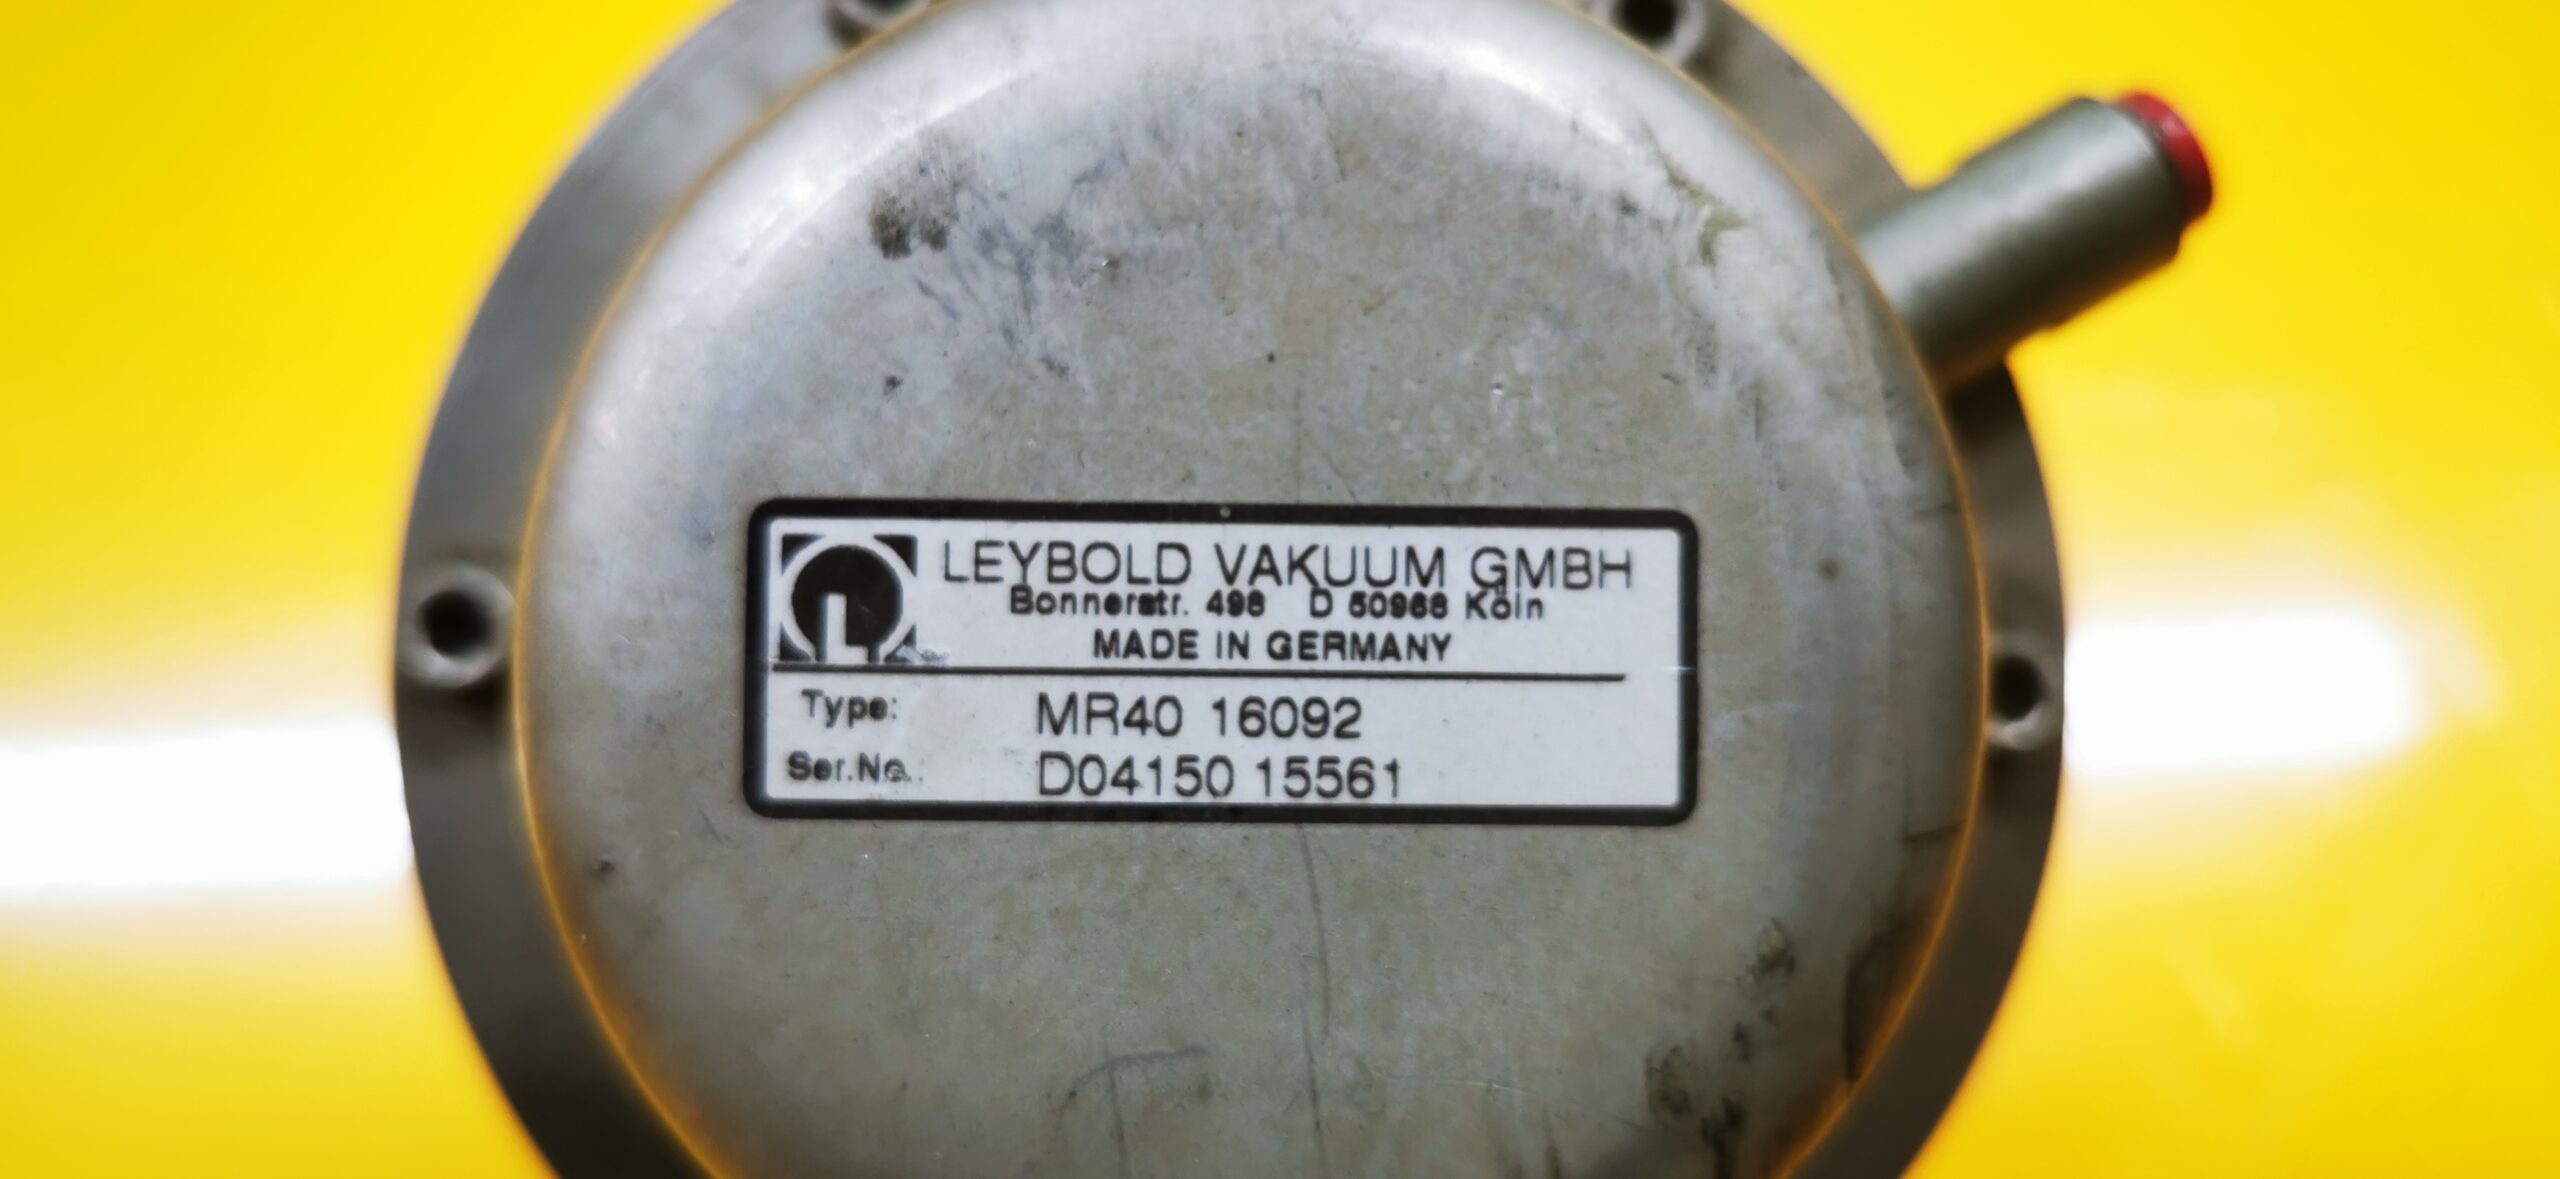 L
LEYBOLD VAKUUM GMBH
Bonnerstr. 498 D 50968 Köln
MADE IN GERMANY
Type: MR40 16092
Ser.No.: D04150 15561